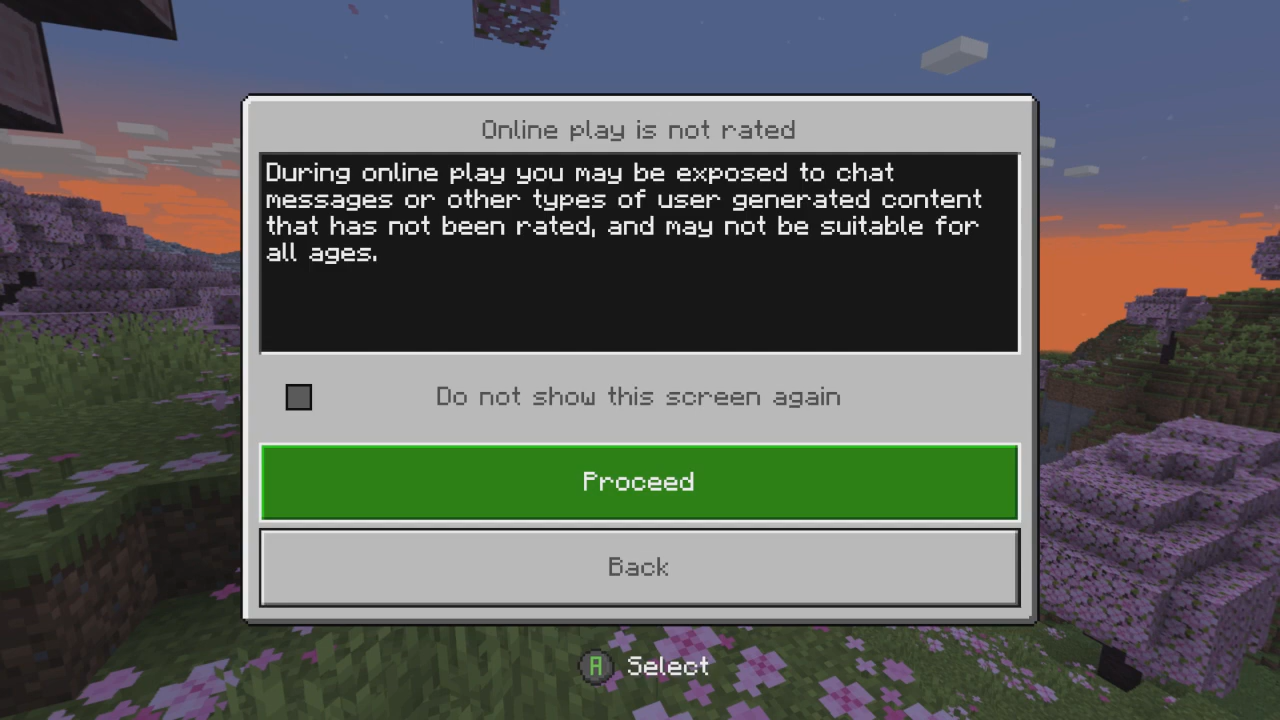 Online play is not rated
During online play you may be exposed to chat
messages or other types of user generated content
that has not been rated, and may not be suitable for
all ages.
Do not show this screen again
Proceed
Back
A Select